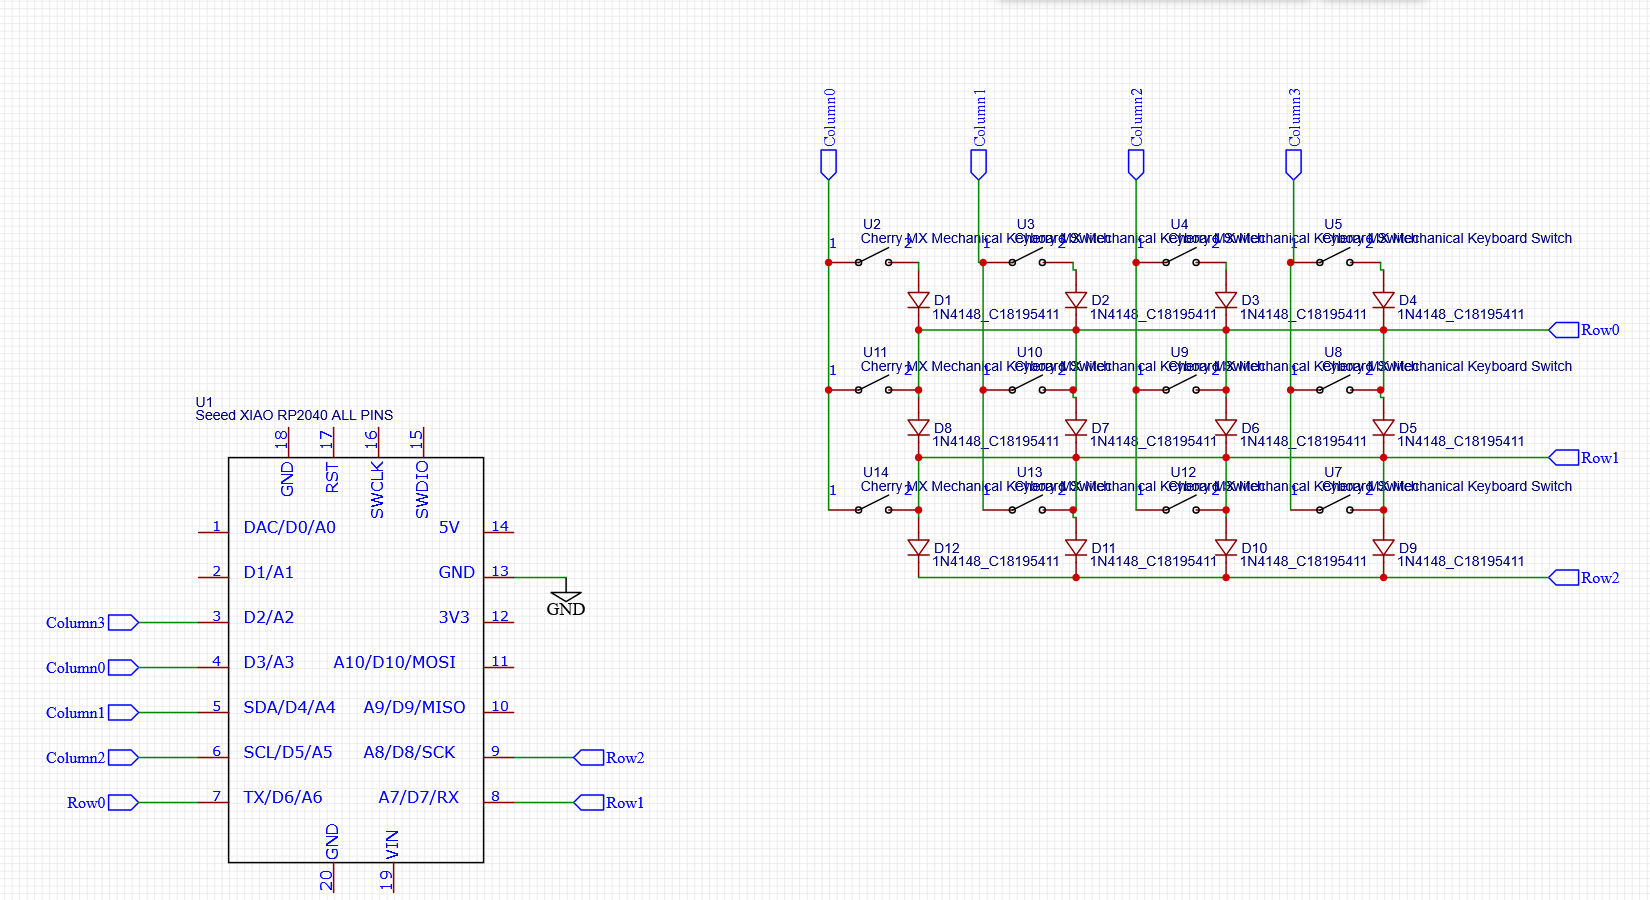 Column0
Column1
Column2
Column3
U2
Cherry MX Mechanical Keyboard Switch
1
2
U3
Cherry MX Mechanical Keyboard Switch
1
2
U4
Cherry MX Mechanical Keyboard Switch
1
2
U5
Cherry MX Mechanical Keyboard Switch
1
2
D1
1N4148_C18195411
D2
1N4148_C18195411
D3
1N4148_C18195411
D4
1N4148_C18195411
Row0
U11
Cherry MX Mechanical Keyboard Switch
1
2
U10
Cherry MX Mechanical Keyboard Switch
1
2
U9
Cherry MX Mechanical Keyboard Switch
1
2
U8
Cherry MX Mechanical Keyboard Switch
1
2
D8
1N4148_C18195411
D7
1N4148_C18195411
D6
1N4148_C18195411
D5
1N4148_C18195411
Row1
U14
Cherry MX Mechanical Keyboard Switch
1
2
U13
Cherry MX Mechanical Keyboard Switch
1
2
U12
Cherry MX Mechanical Keyboard Switch
1
2
U7
Cherry MX Mechanical Keyboard Switch
1
2
D12
1N4148_C18195411
D11
1N4148_C18195411
D10
1N4148_C18195411
D9
1N4148_C18195411
Row2
U1
Seeed XIAO RP2040 ALL PINS
18
17
16
15
GND
RST
SWCLK
SWDIO
1
DAC/D0/A0
5V
14
2
D1/A1
GND
13
GND
Column3
3
D2/A2
3V3
12
Column0
4
D3/A3
A10/D10/MOSI
11
Column1
5
SDA/D4/A4
A9/D9/MISO
10
Column2
6
SCL/D5/A5
A8/D8/SCK
9
Row2
Row0
7
TX/D6/A6
A7/D7/RX
8
Row1
GND
VIN
20
19